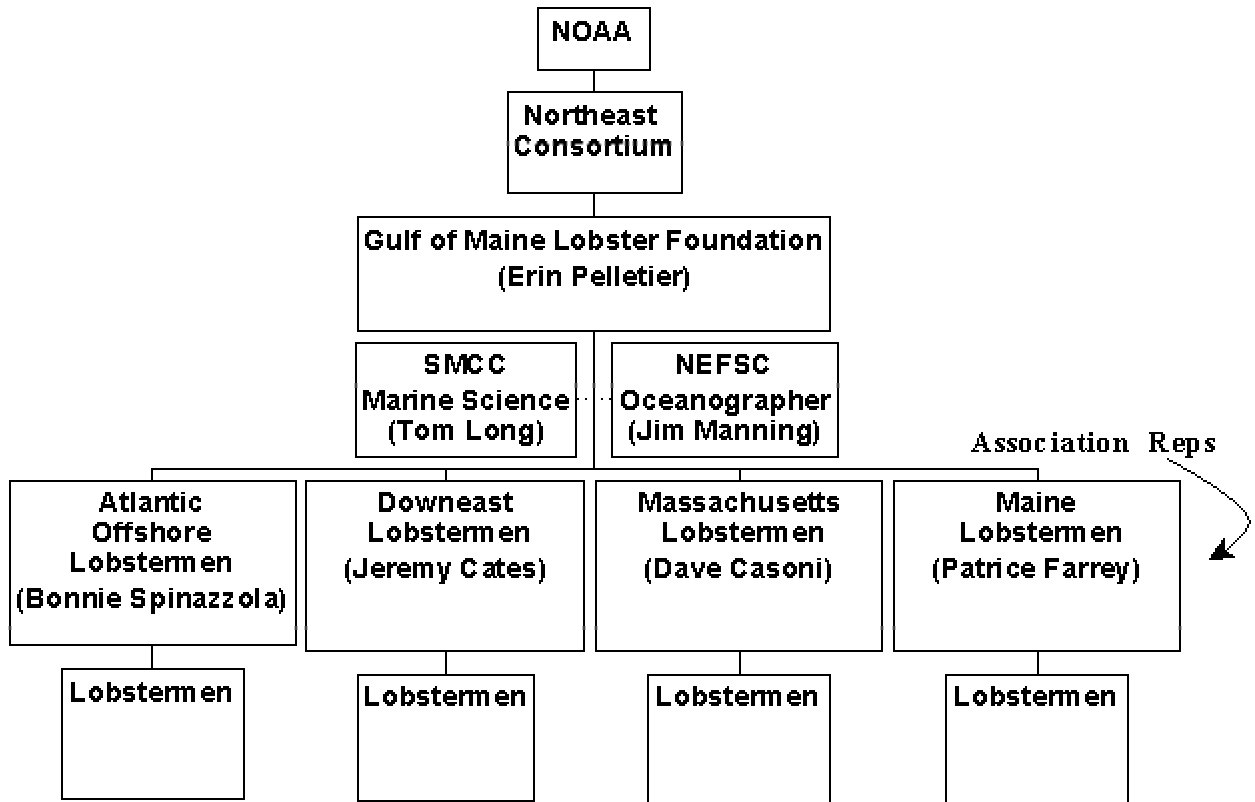 NOAA
Northeast
Consortium
Gulf of Maine Lobster Foundation
(Erin Pelletier)
SMCC
Marine Science
(Tom Long)
NEFSC
Oceanographer
(Jim Manning)
Association Reps
Atlantic
Offshore
Lobstermen
(Bonnie Spinazzola)
Downeast
Lobstermen
(Jeremy Cates)
Massachusetts
Lobstermen
(Dave Casoni)
Maine
Lobstermen
(Patrice Farrey)
Lobstermen
Lobstermen
Lobstermen
Lobstermen